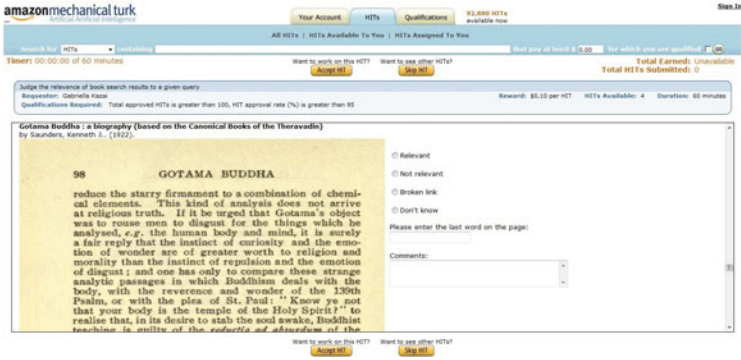 amazonmechanical turk
Artificial Artificial Intelligence
Your Account
HITs
Qualifications
92,880 HITs
available now
Sign In
All HITs | HITs Available To You | HITs Assigned To You
Search for HITs containing that pay at least $ 0.00 for which you are qualified GO
Timer: 00:00:00 of 60 minutes
Want to work on this HIT?
Accept HIT
Want to see other HITs?
Skip HIT
Total Earned: Unavailable
Total HITs Submitted: 0
Judge the relevance of book search results to a given query
Requester: Gabriella Kazai
Reward: $0.10 per HIT
HITs Available: 4
Duration: 60 minutes
Qualifications Required: Total approved HITs is greater than 100, HIT approval rate (%) is greater than 95
Gotama Buddha : a biography (based on the Canonical Books of the Theravadin)
by Saunders, Kenneth J.. (1922).
98 GOTAMA BUDDHA
reduce the starry firmament to a combination of chemi-
cal elements. This kind of analysis does not arrive
at religious truth. If it be urged that Gotama's object
was to rouse men to disgust for the things which he
analysed, e.g. the human body and mind, it is surely
a fair reply that the instinct of curiosity and the emo-
tion of wonder are of greater worth to religion and
morality than the instinct of repulsion and the emotion
of disgust; and one has only to compare these strange
analytic passages in which Buddhism deals with the
body, with the reverence and wonder of the 139th
Psalm, or with the plea of St. Paul: "Know ye not
that your body is the temple of the Holy Spirit?" to
realise that, in its desire to stab the soul awake, Buddhist
teaching is guilty of the reductio ad absurdum of the
Relevant
Not relevant
Broken link
Don't know
Please enter the last word on the page:
Comments:
Want to work on this HIT?
Accept HIT
Want to see other HITs?
Skip HIT